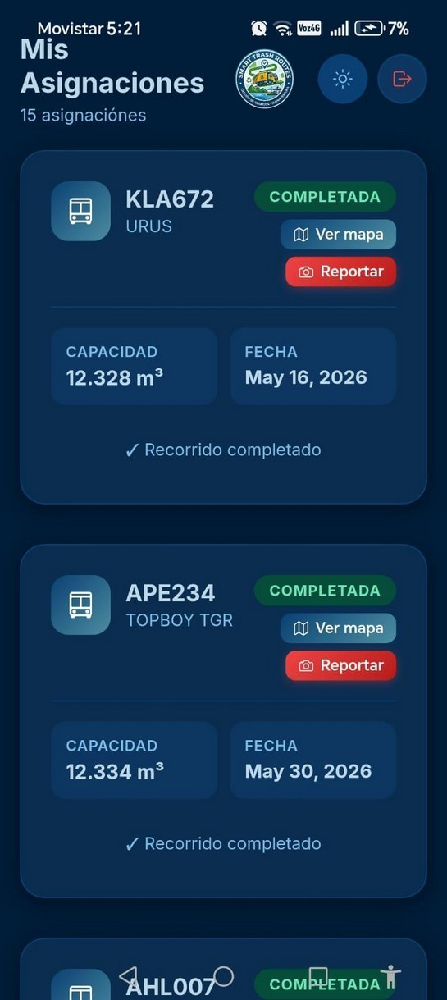 Movistar 5:21
Voz4G
7%
Mis
Asignaciones
15 asignaciónes
SMART TRASH ROUTES
KLA672
URUS
COMPLETADA
Ver mapa
Reportar
CAPACIDAD
12.328 m³
FECHA
May 16, 2026
✓ Recorrido completado
APE234
TOPBOY TGR
COMPLETADA
Ver mapa
Reportar
CAPACIDAD
12.334 m³
FECHA
May 30, 2026
✓ Recorrido completado
AHL007
COMPLETADA